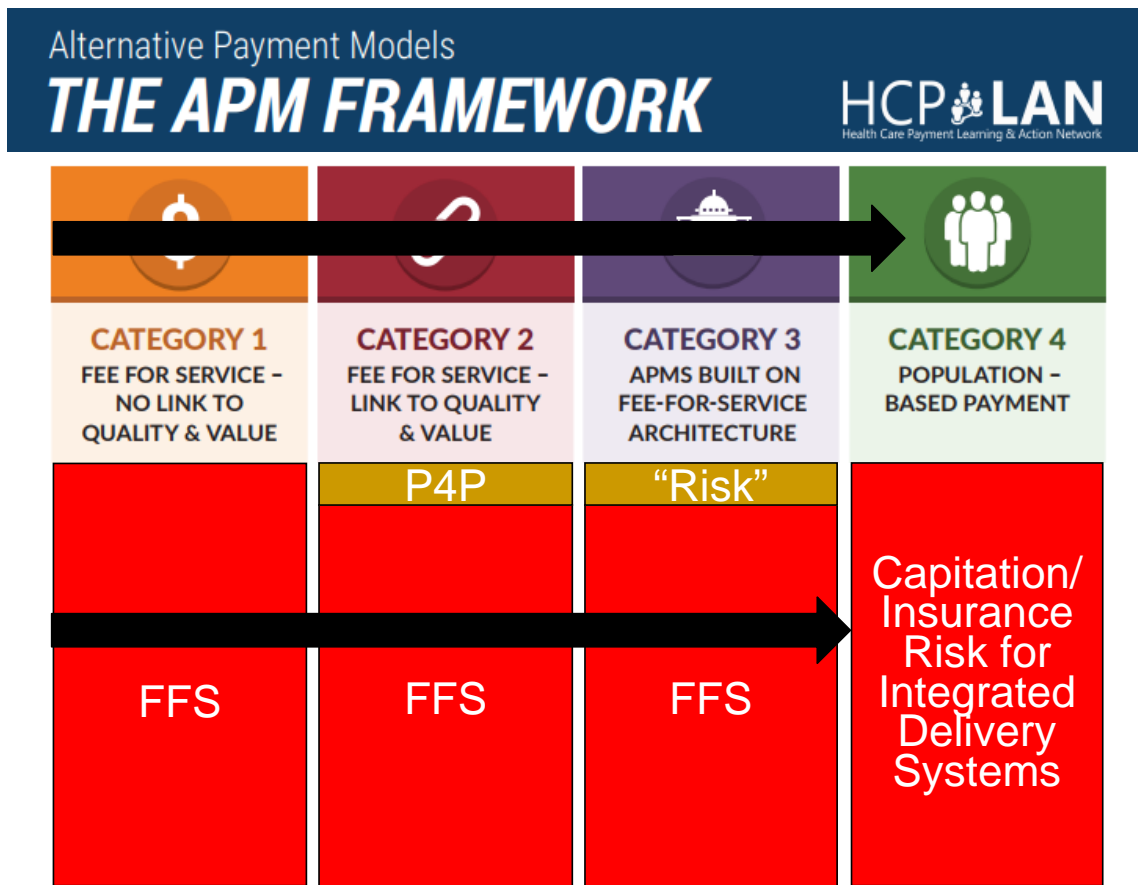 Alternative Payment Models
THE APM FRAMEWORK
HCP LAN
Health Care Payment Learning & Action Network
$
CATEGORY 1
FEE FOR SERVICE –
NO LINK TO
QUALITY & VALUE
CATEGORY 2
FEE FOR SERVICE –
LINK TO QUALITY
& VALUE
CATEGORY 3
APMS BUILT ON
FEE-FOR-SERVICE
ARCHITECTURE
CATEGORY 4
POPULATION –
BASED PAYMENT
FFS
P4P
FFS
“Risk”
FFS
Capitation/
Insurance
Risk for
Integrated
Delivery
Systems